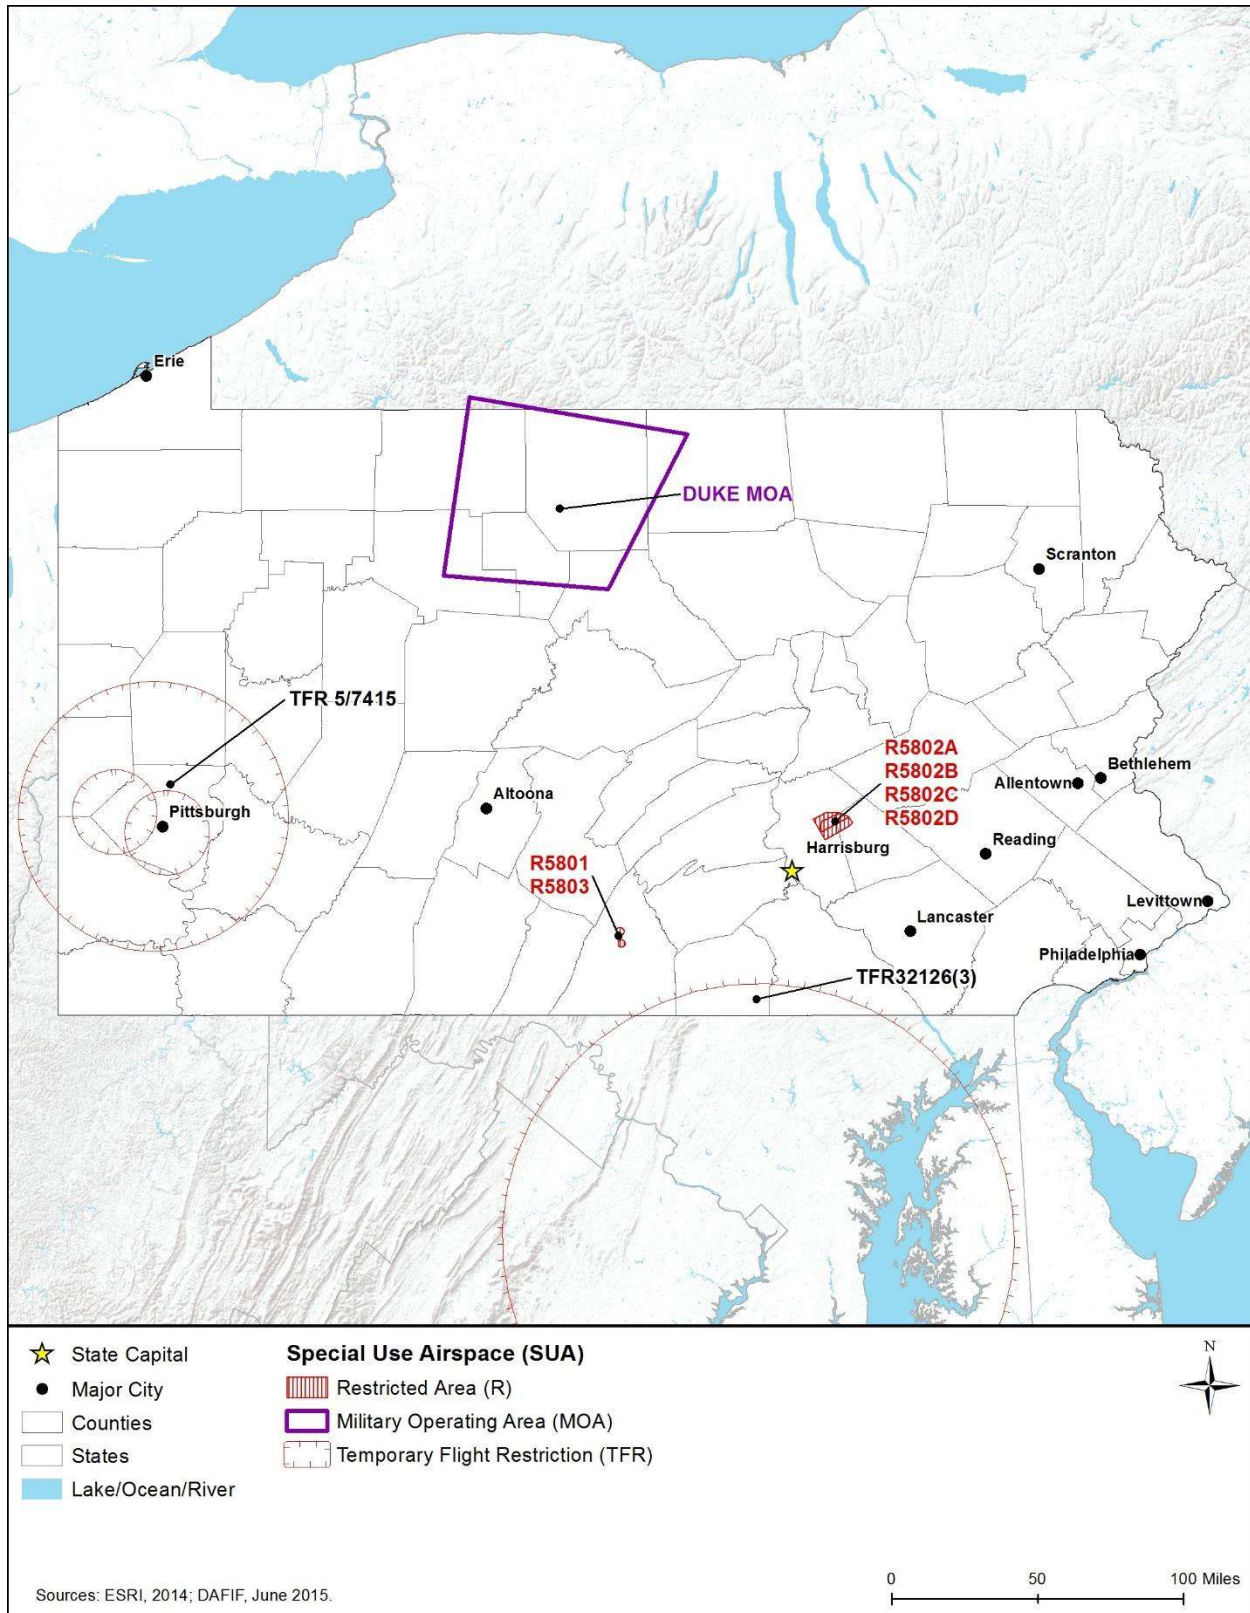 Erie
DUKE MOA
Scranton
TFR 5/7415
R5802A
R5802B
R5802C
R5802D
Bethlehem
Allentown
Altoona
Pittsburgh
Harrisburg
Reading
R5801
R5803
Levittown
Lancaster
Philadelphia
TFR32126(3)
State Capital
Major City
Counties
States
Lake/Ocean/River
Special Use Airspace (SUA)
Restricted Area (R)
Military Operating Area (MOA)
Temporary Flight Restriction (TFR)
N
Sources: ESRI, 2014; DAFIF, June 2015.
0 50 100 Miles